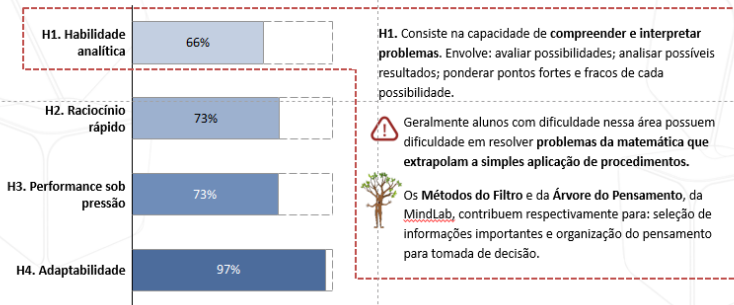 H1. Habilidade
analítica
66%
H2. Raciocínio
rápido
73%
H3. Performance sob
pressão
73%
H4. Adaptabilidade
97%
H1. Consiste na capacidade de compreender e interpretar
problemas. Envolve: avaliar possibilidades; analisar possíveis
resultados; ponderar pontos fortes e fracos de cada
possibilidade.
Geralmente alunos com dificuldade nessa área possuem
dificuldade em resolver problemas da matemática que
extrapolam a simples aplicação de procedimentos.
Os Métodos do Filtro e da Árvore do Pensamento, da
MindLab, contribuem respectivamente para: seleção de
informações importantes e organização do pensamento
para tomada de decisão.